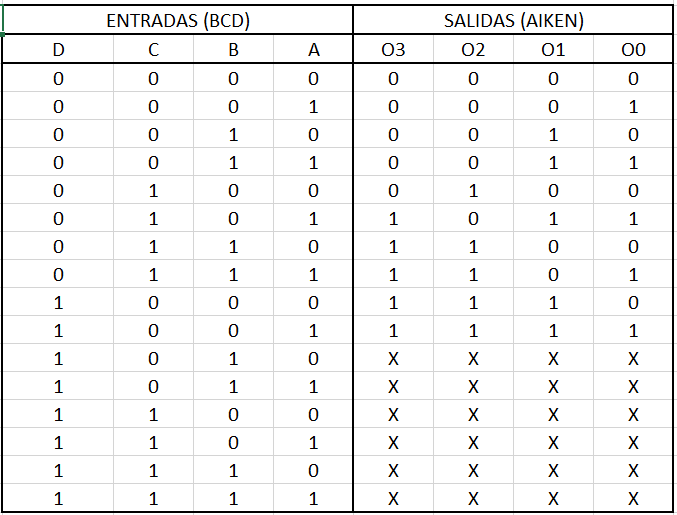 ENTRADAS (BCD) SALIDAS (AIKEN)
D C B A O3 O2 O1 O0
0 0 0 0 0 0 0 0
0 0 0 1 0 0 0 1
0 0 1 0 0 0 1 0
0 0 1 1 0 0 1 1
0 1 0 0 0 1 0 0
0 1 0 1 1 0 1 1
0 1 1 0 1 1 0 0
0 1 1 1 1 1 0 1
1 0 0 0 1 1 1 0
1 0 0 1 1 1 1 1
1 0 1 0 X X X X
1 0 1 1 X X X X
1 1 0 0 X X X X
1 1 0 1 X X X X
1 1 1 0 X X X X
1 1 1 1 X X X X